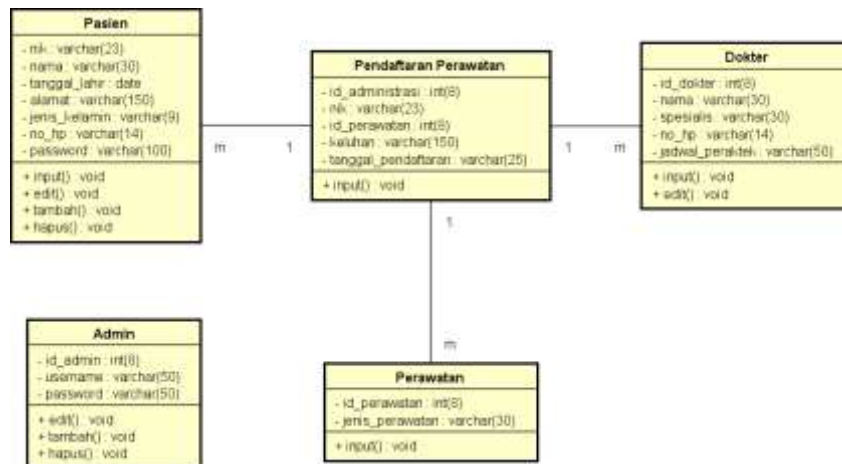 Pasien
- nik : varchar(23)
- nama : varchar(30)
- tanggal_lahir : date
- alamat : varchar(150)
- jenis_kelamin : varchar(9)
- no_hp : varchar(14)
- password : varchar(100)
+ input() : void
+ edit() : void
+ tambah() : void
+ hapus() : void
m
1
Pendaftaran Perawatan
- id_administrasi : int(8)
- nik : varchar(23)
- id_perawatan : int(8)
- keluhan : varchar(150)
- tanggal_pendaftaran : varchar(25)
+ input() : void
1
m
Dokter
- id_dokter : int(8)
- nama : varchar(30)
- spesialis : varchar(30)
- no_hp : varchar(14)
- jadwal_peraktek : varchar(50)
+ input() : void
+ edit() : void
1
m
Admin
- id_admin : int(8)
- username : varchar(50)
- password : varchar(50)
+ edit() : void
+ tambah() : void
+ hapus() : void
Perawatan
- id_perawatan : int(8)
- jenis_perawatan : varchar(30)
+ input() : void